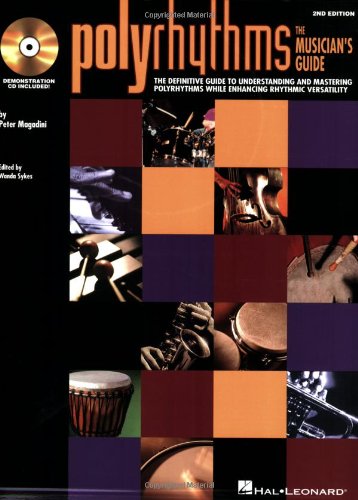 polyrhythms
THE
MUSICIAN'S
GUIDE
2ND EDITION
DEMONSTRATION
CD INCLUDED!
THE DEFINITIVE GUIDE TO UNDERSTANDING AND MASTERING
POLYRHYTHMS WHILE ENHANCING RHYTHMIC VERSATILITY
by
Peter Magadini
Edited by
Wanda Sykes
HAL•LEONARD®